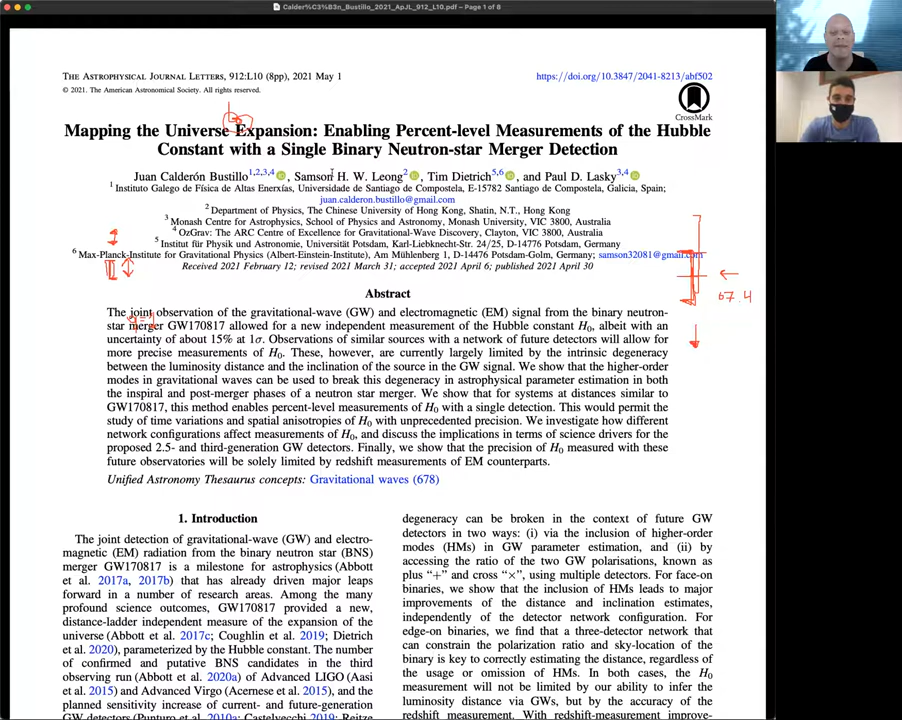 Calder%C3%B3n_Bustillo_2021_ApJL_912_L10.pdf - Page 1 of 8
The Astrophysical Journal Letters, 912:L10 (8pp), 2021 May 1
https://doi.org/10.3847/2041-8213/abf502
© 2021. The American Astronomical Society. All rights reserved.
CrossMark
Mapping the Universe Expansion: Enabling Percent-level Measurements of the Hubble
Constant with a Single Binary Neutron-star Merger Detection
Juan Calderón Bustillo1,2,3,4, Samson H. W. Leong2, Tim Dietrich5,6, and Paul D. Lasky3,4
1 Instituto Galego de Física de Altas Enerxías, Universidade de Santiago de Compostela, E-15782 Santiago de Compostela, Galicia, Spain;
juan.calderon.bustillo@gmail.com
2 Department of Physics, The Chinese University of Hong Kong, Shatin, N.T., Hong Kong
3 Monash Centre for Astrophysics, School of Physics and Astronomy, Monash University, VIC 3800, Australia
4 OzGrav: The ARC Centre of Excellence for Gravitational-Wave Discovery, Clayton, VIC 3800, Australia
5 Institut für Physik und Astronomie, Universität Potsdam, Karl-Liebknecht-Str. 24/25, D-14776 Potsdam, Germany
6 Max-Planck-Institute for Gravitational Physics (Albert-Einstein-Institute), Am Mühlenberg 1, D-14476 Potsdam-Golm, Germany; samson32081@gmail.com
Received 2021 February 12; revised 2021 March 31; accepted 2021 April 6; published 2021 April 30
67.4
Abstract
The joint observation of the gravitational-wave (GW) and electromagnetic (EM) signal from the binary neutron-
star merger GW170817 allowed for a new independent measurement of the Hubble constant H0, albeit with an
uncertainty of about 15% at 1σ. Observations of similar sources with a network of future detectors will allow for
more precise measurements of H0. These, however, are currently largely limited by the intrinsic degeneracy
between the luminosity distance and the inclination of the source in the GW signal. We show that the higher-order
modes in gravitational waves can be used to break this degeneracy in astrophysical parameter estimation in both
the inspiral and post-merger phases of a neutron star merger. We show that for systems at distances similar to
GW170817, this method enables percent-level measurements of H0 with a single detection. This would permit the
study of time variations and spatial anisotropies of H0 with unprecedented precision. We investigate how different
network configurations affect measurements of H0, and discuss the implications in terms of science drivers for the
proposed 2.5- and third-generation GW detectors. Finally, we show that the precision of H0 measured with these
future observatories will be solely limited by redshift measurements of EM counterparts.
Unified Astronomy Thesaurus concepts: Gravitational waves (678)
1. Introduction
The joint detection of gravitational-wave (GW) and electro-
magnetic (EM) radiation from the binary neutron star (BNS)
merger GW170817 is a milestone for astrophysics (Abbott
et al. 2017a, 2017b) that has already driven major leaps
forward in a number of research areas. Among the many
profound science outcomes, GW170817 provided a new,
distance-ladder independent measure of the expansion of the
universe (Abbott et al. 2017c; Coughlin et al. 2019; Dietrich
et al. 2020), parameterized by the Hubble constant. The number
of confirmed and putative BNS candidates in the third
observing run (Abbott et al. 2020a) of Advanced LIGO (Aasi
et al. 2015) and Advanced Virgo (Acernese et al. 2015), and the
planned sensitivity increase of current- and future-generation
GW detectors (Punturo et al. 2010a; Castelvecchi 2019; Reitze
degeneracy can be broken in the context of future GW
detectors in two ways: (i) via the inclusion of higher-order
modes (HMs) in GW parameter estimation, and (ii) by
accessing the ratio of the two GW polarisations, known as
plus “+” and cross “×”, using multiple detectors. For face-on
binaries, we show that the inclusion of HMs leads to major
improvements of the distance and inclination estimates,
independently of the detector network configuration. For
edge-on binaries, we find that a three-detector network that
can constrain the polarization ratio and sky-location of the
binary is key to correctly estimating the distance, regardless of
the usage or omission of HMs. In both cases, the H0
measurement will not be limited by our ability to infer the
luminosity distance via GWs, but by the accuracy of the
redshift measurement. With redshift-measurement improve-